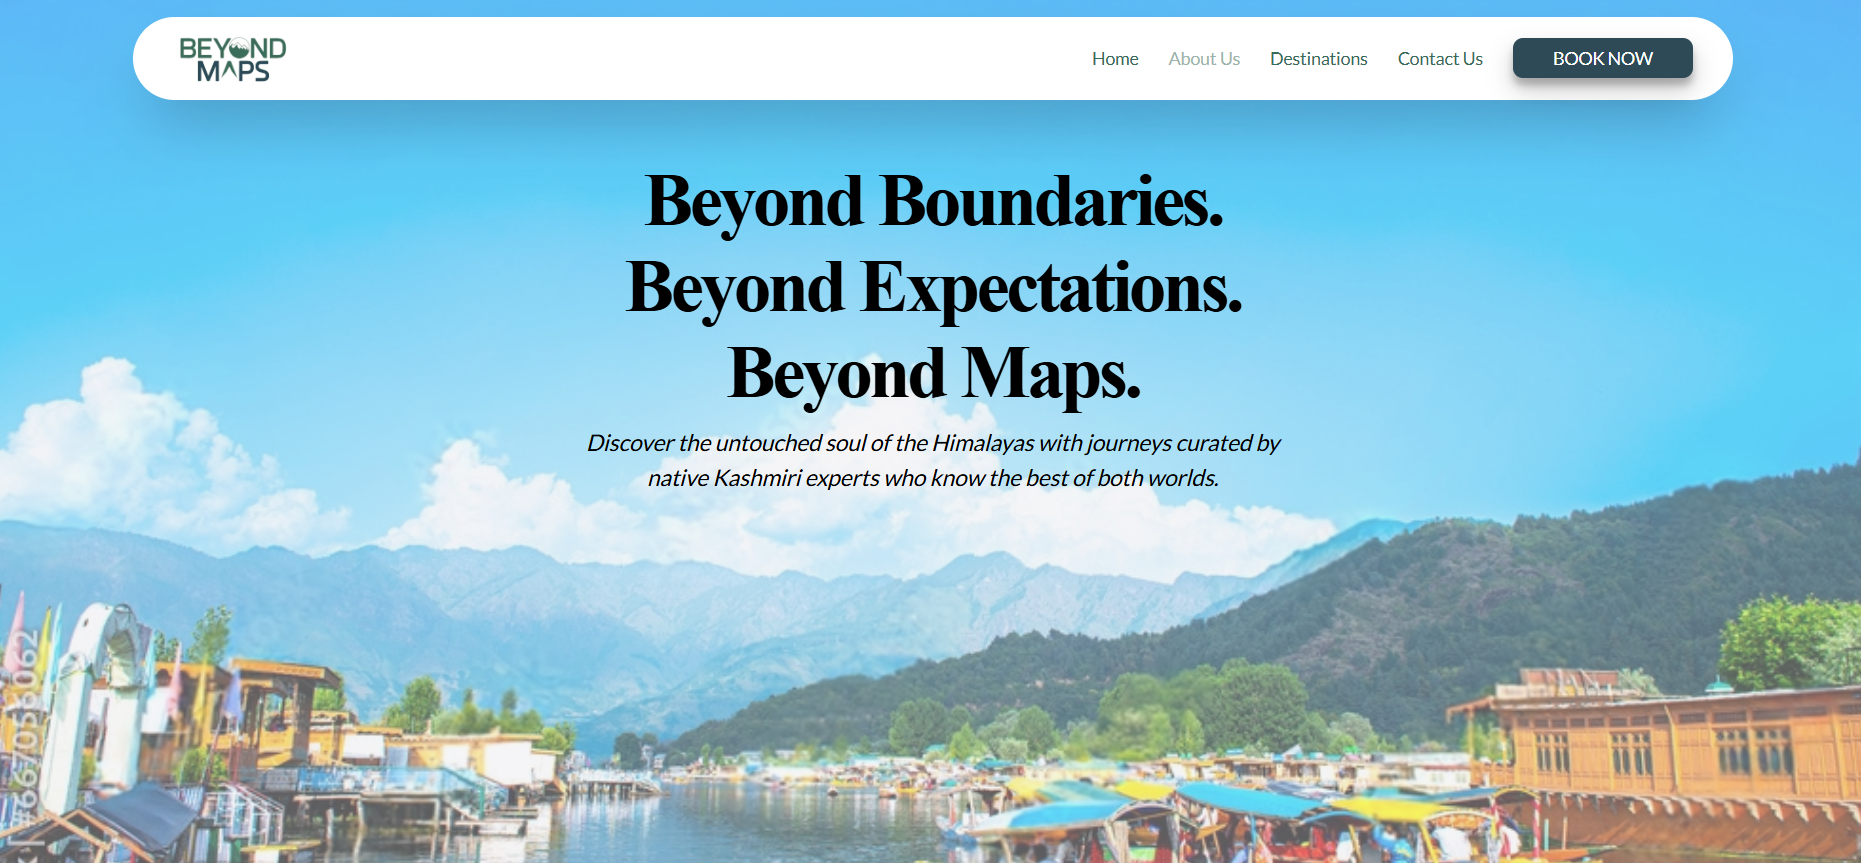 BEYOND
MAPS
Home
About Us
Destinations
Contact Us
BOOK NOW
Beyond Boundaries.
Beyond Expectations.
Beyond Maps.
Discover the untouched soul of the Himalayas with journeys curated by
native Kashmiri experts who know the best of both worlds.